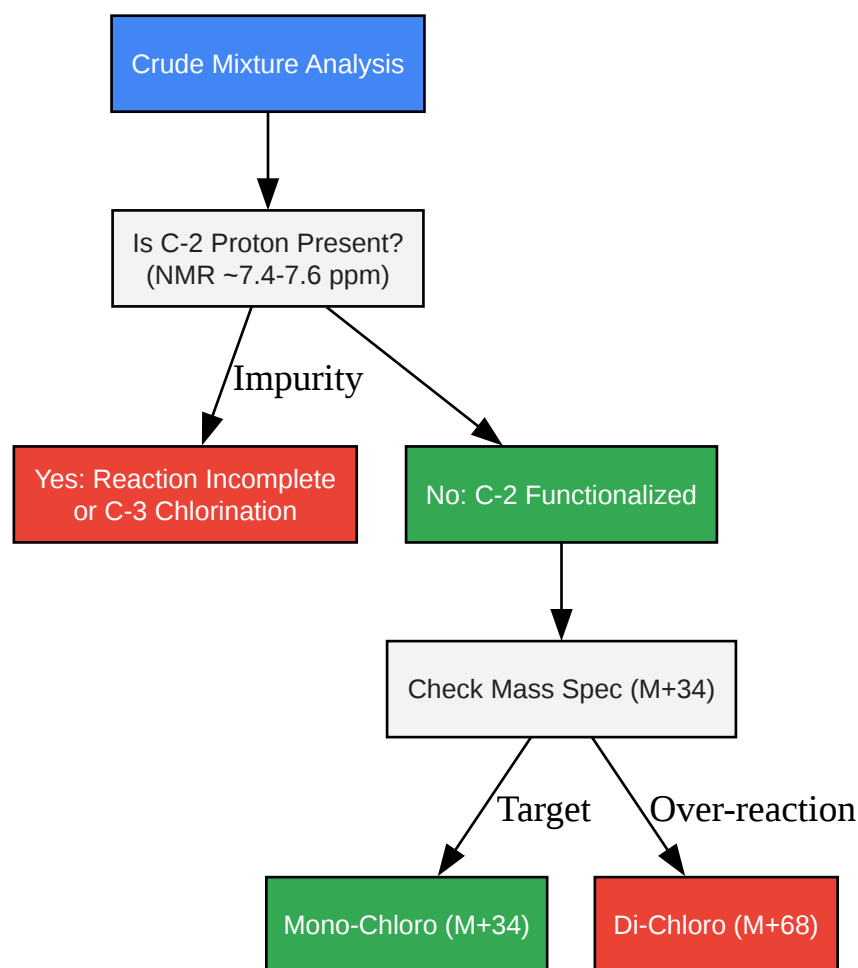 Crude Mixture Analysis
Is C-2 Proton Present?
(NMR ~7.4-7.6 ppm)
Impurity
Yes: Reaction Incomplete
or C-3 Chlorination
No: C-2 Functionalized
Check Mass Spec (M+34)
Target
Over-reaction
Mono-Chloro (M+34)
Di-Chloro (M+68)